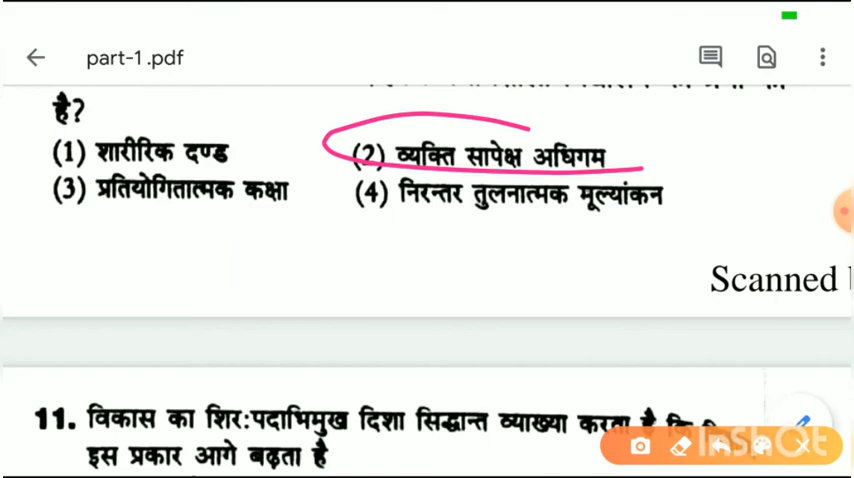 part-1.pdf
है?
(1) शारीरिक दण्ड
(2) व्यक्ति सापेक्ष अधिगम
(3) प्रतियोगितात्मक कक्षा
(4) निरन्तर तुलनात्मक मूल्यांकन
Scanned
11. विकास का शिर:पदाभिमुख दिशा सिद्धान्त व्याख्या करता है कि
इस प्रकार आगे बढ़ता है
InShOt